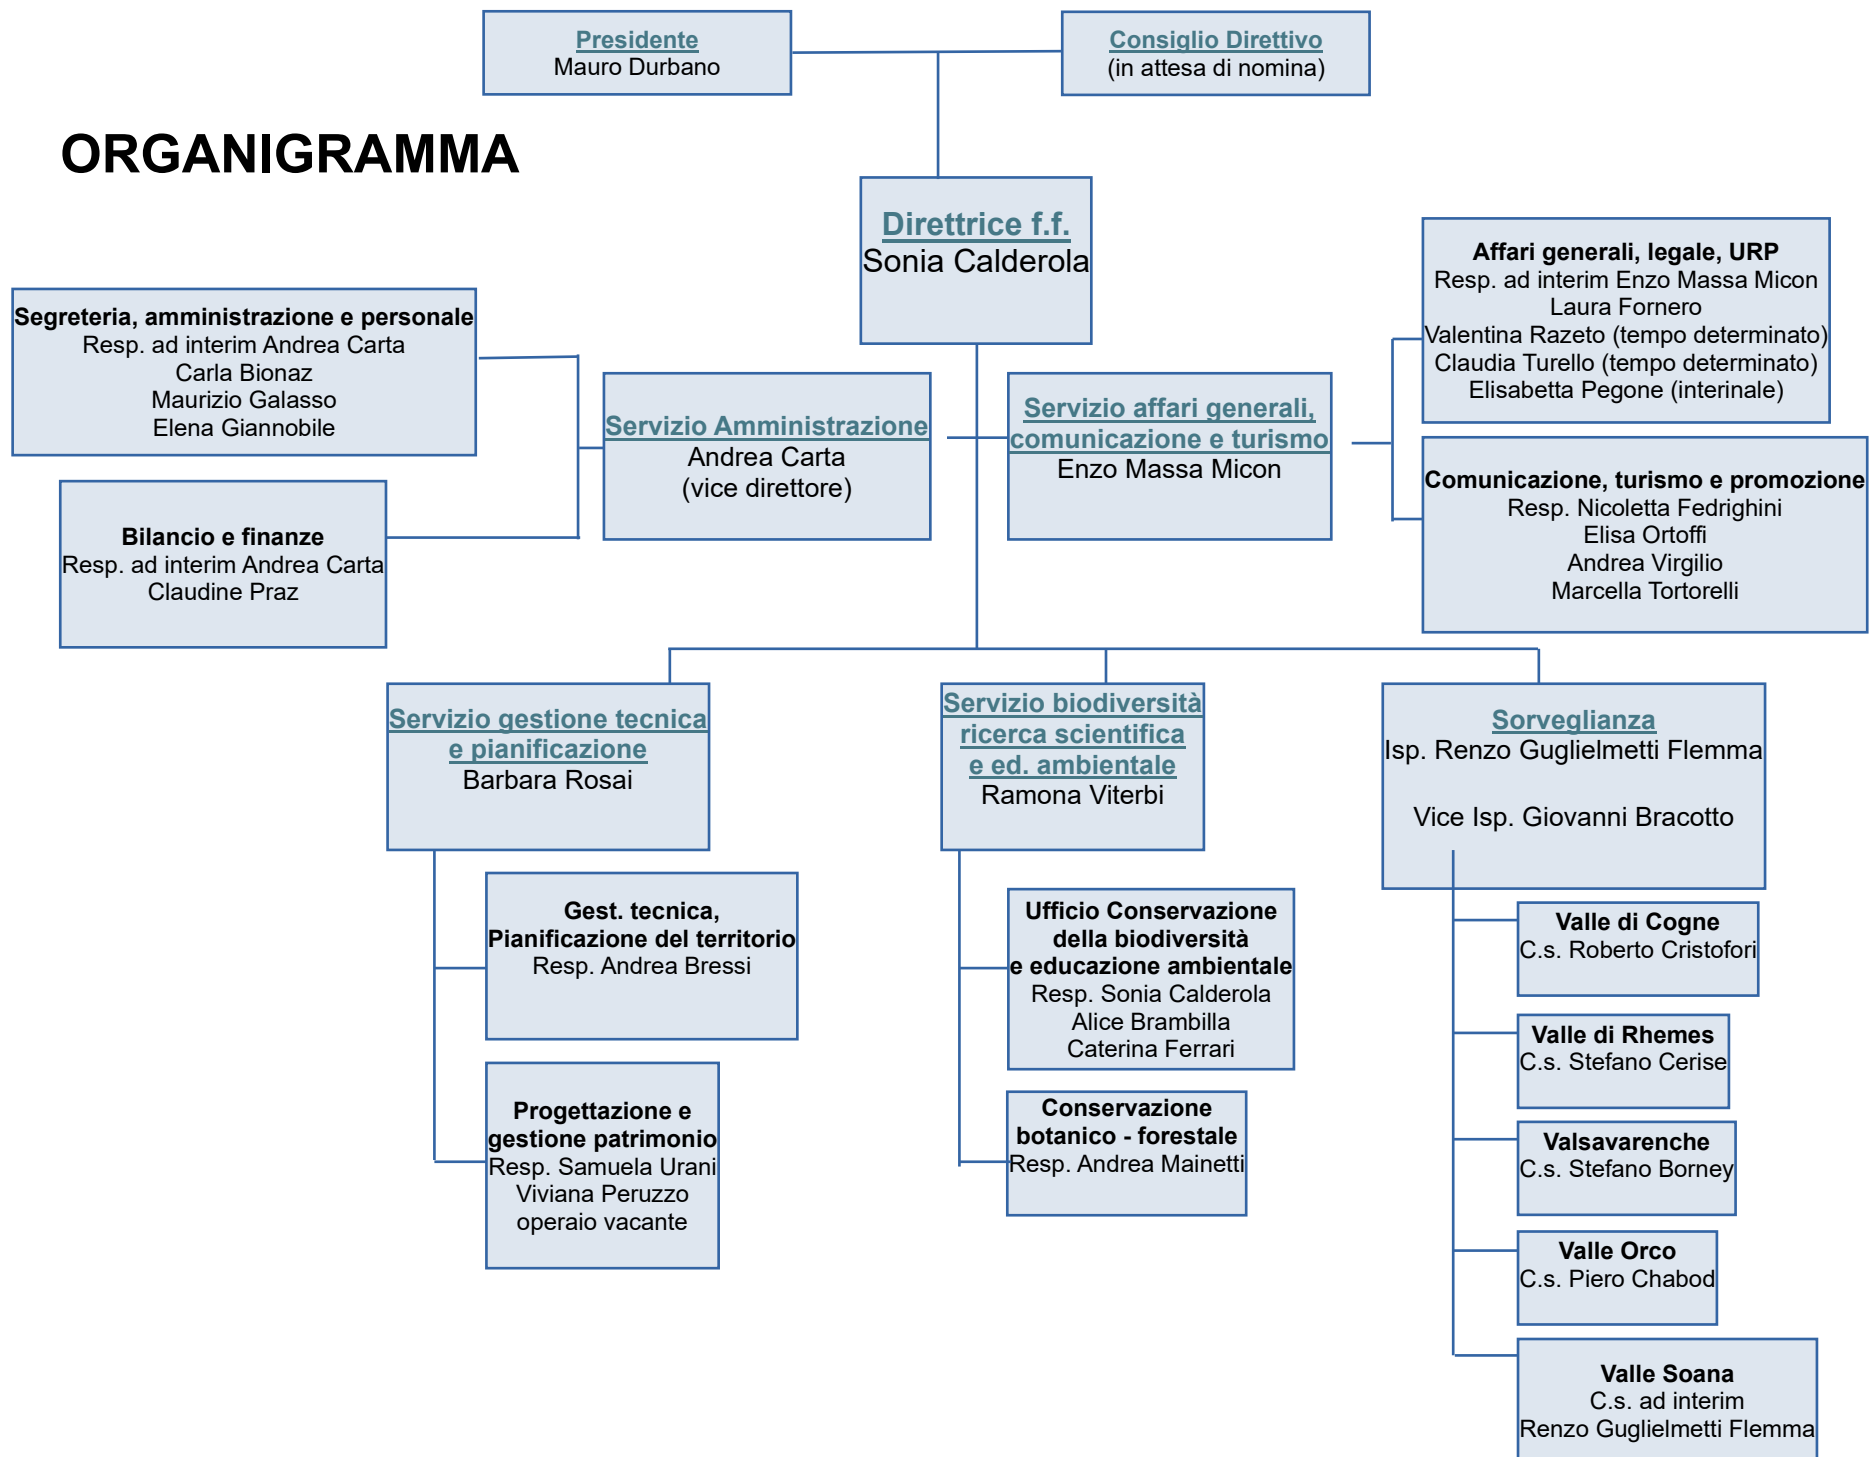 Presidente
Mauro Durbano
Consiglio Direttivo
(in attesa di nomina)
ORGANIGRAMMA
Direttrice f.f.
Sonia Calderola
Segreteria, amministrazione e personale
Resp. ad interim Andrea Carta
Carla Bionaz
Maurizio Galasso
Elena Giannobile
Bilancio e finanze
Resp. ad interim Andrea Carta
Claudine Praz
Servizio Amministrazione
Andrea Carta
(vice direttore)
Servizio affari generali,
comunicazione e turismo
Enzo Massa Micon
Affari generali, legale, URP
Resp. ad interim Enzo Massa Micon
Laura Fornero
Valentina Razeto (tempo determinato)
Claudia Turello (tempo determinato)
Elisabetta Pegone (interinale)
Comunicazione, turismo e promozione
Resp. Nicoletta Fedrighini
Elisa Ortoffi
Andrea Virgilio
Marcella Tortorelli
Servizio gestione tecnica
e pianificazione
Barbara Rosai
Gest. tecnica,
Pianificazione del territorio
Resp. Andrea Bressi
Progettazione e
gestione patrimonio
Resp. Samuela Urani
Viviana Peruzzo
operaio vacante
Servizio biodiversità
ricerca scientifica
e ed. ambientale
Ramona Viterbi
Ufficio Conservazione
della biodiversità
e educazione ambientale
Resp. Sonia Calderola
Alice Brambilla
Caterina Ferrari
Conservazione
botanico - forestale
Resp. Andrea Mainetti
Sorveglianza
Isp. Renzo Guglielmetti Flemma
Vice Isp. Giovanni Bracotto
Valle di Cogne
C.s. Roberto Cristofori
Valle di Rhemes
C.s. Stefano Cerise
Valsavarenche
C.s. Stefano Borney
Valle Orco
C.s. Piero Chabod
Valle Soana
C.s. ad interim
Renzo Guglielmetti Flemma